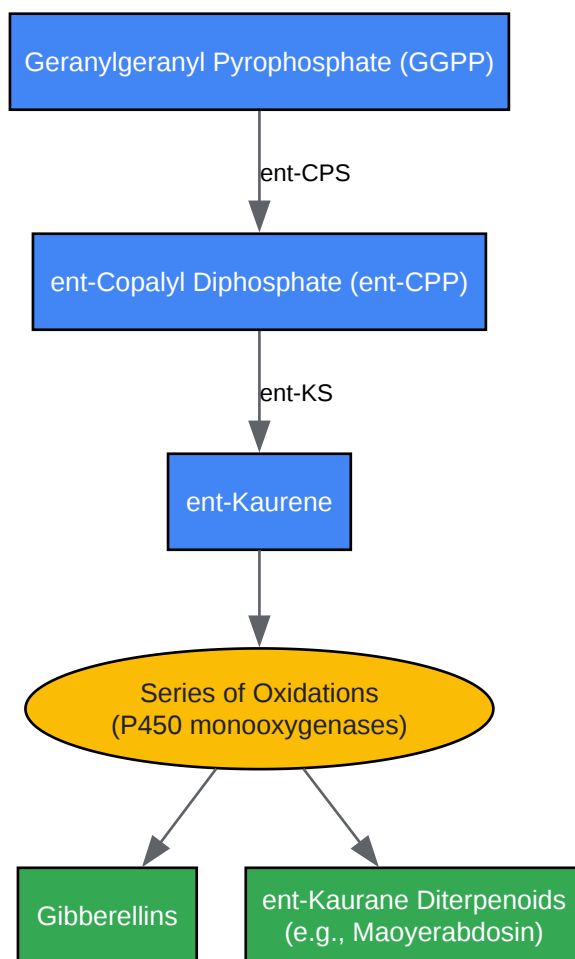 Geranylgeranyl Pyrophosphate (GGPP)
ent-CPS
ent-Copalyl Diphosphate (ent-CPP)
ent-KS
ent-Kaurene
Series of Oxidations
(P450 monooxygenases)
Gibberellins
ent-Kaurane Diterpenoids
(e.g., Maoyerabdosin)